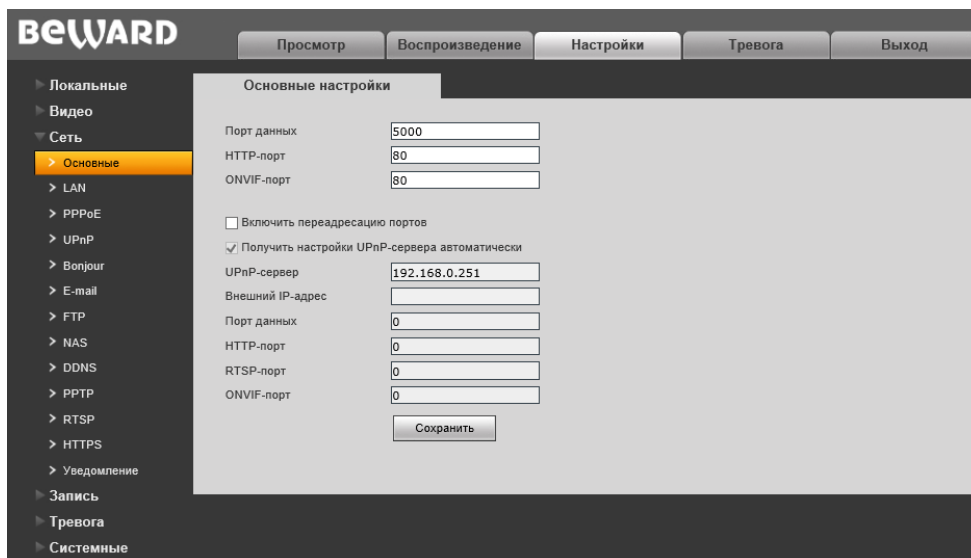 BEWARD
Просмотр Воспроизведение Настройки Тревога Выход
Локальные
Видео
Сеть
Основные
LAN
PPPoE
UPnP
Bonjour
E-mail
FTP
NAS
DDNS
PPTP
RTSP
HTTPS
Уведомление
Запись
Тревога
Системные
Основные настройки
Порт данных 5000
HTTP-порт 80
ONVIF-порт 80
Включить переадресацию портов
Получить настройки UPnP-сервера автоматически
UPnP-сервер 192.168.0.251
Внешний IP-адрес
Порт данных 0
HTTP-порт 0
RTSP-порт 0
ONVIF-порт 0
Сохранить